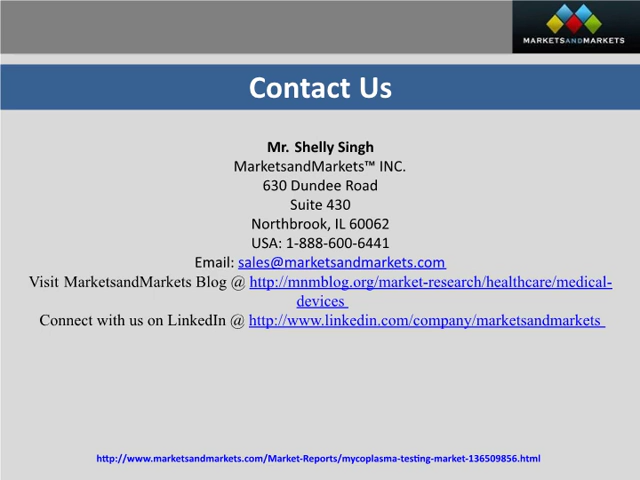 MARKETSANDMARKETS
Contact Us
Mr. Shelly Singh
MarketsandMarkets™ INC.
630 Dundee Road
Suite 430
Northbrook, IL 60062
USA: 1-888-600-6441
Email: sales@marketsandmarkets.com
Visit MarketsandMarkets Blog @ http://mnmblog.org/market-research/healthcare/medical-
devices
Connect with us on LinkedIn @ http://www.linkedin.com/company/marketsandmarkets
http://www.marketsandmarkets.com/Market-Reports/mycoplasma-testing-market-136509856.html